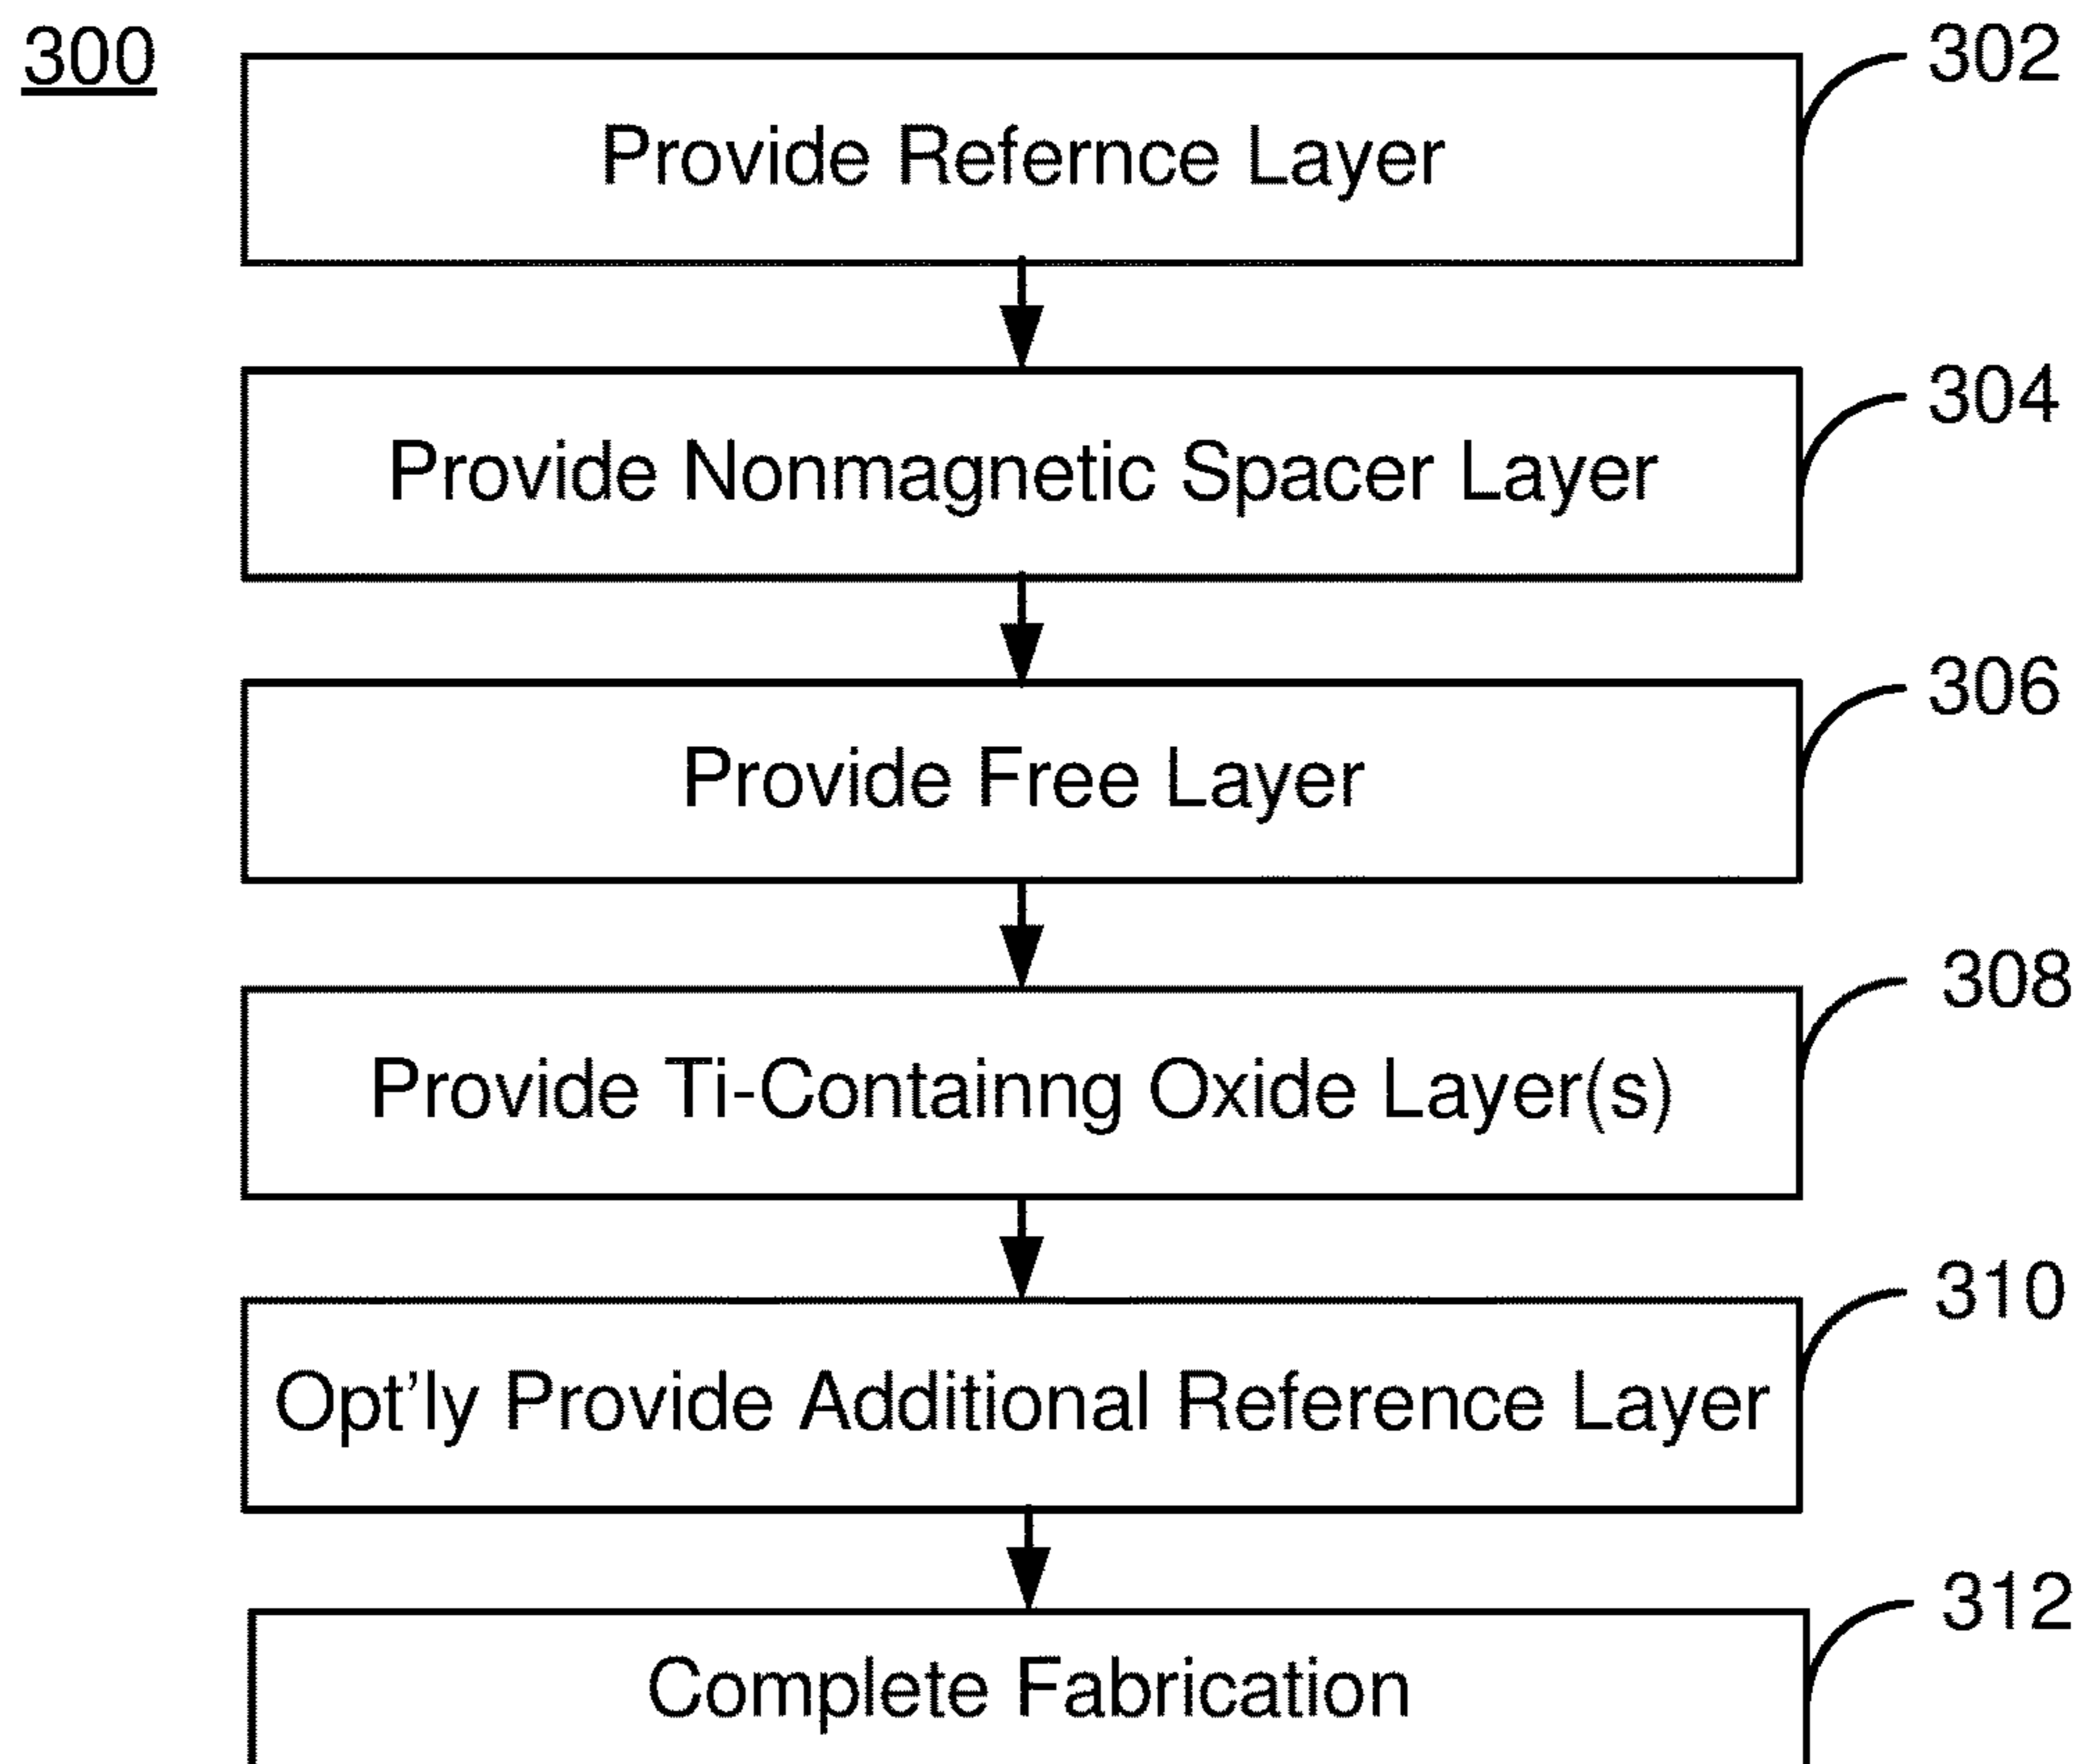 300
302
Provide Refernce Layer
304
Provide Nonmagnetic Spacer Layer
306
Provide Free Layer
308
Provide Ti-Containng Oxide Layer(s)
310
Opt’ly Provide Additional Reference Layer
312
Complete Fabrication